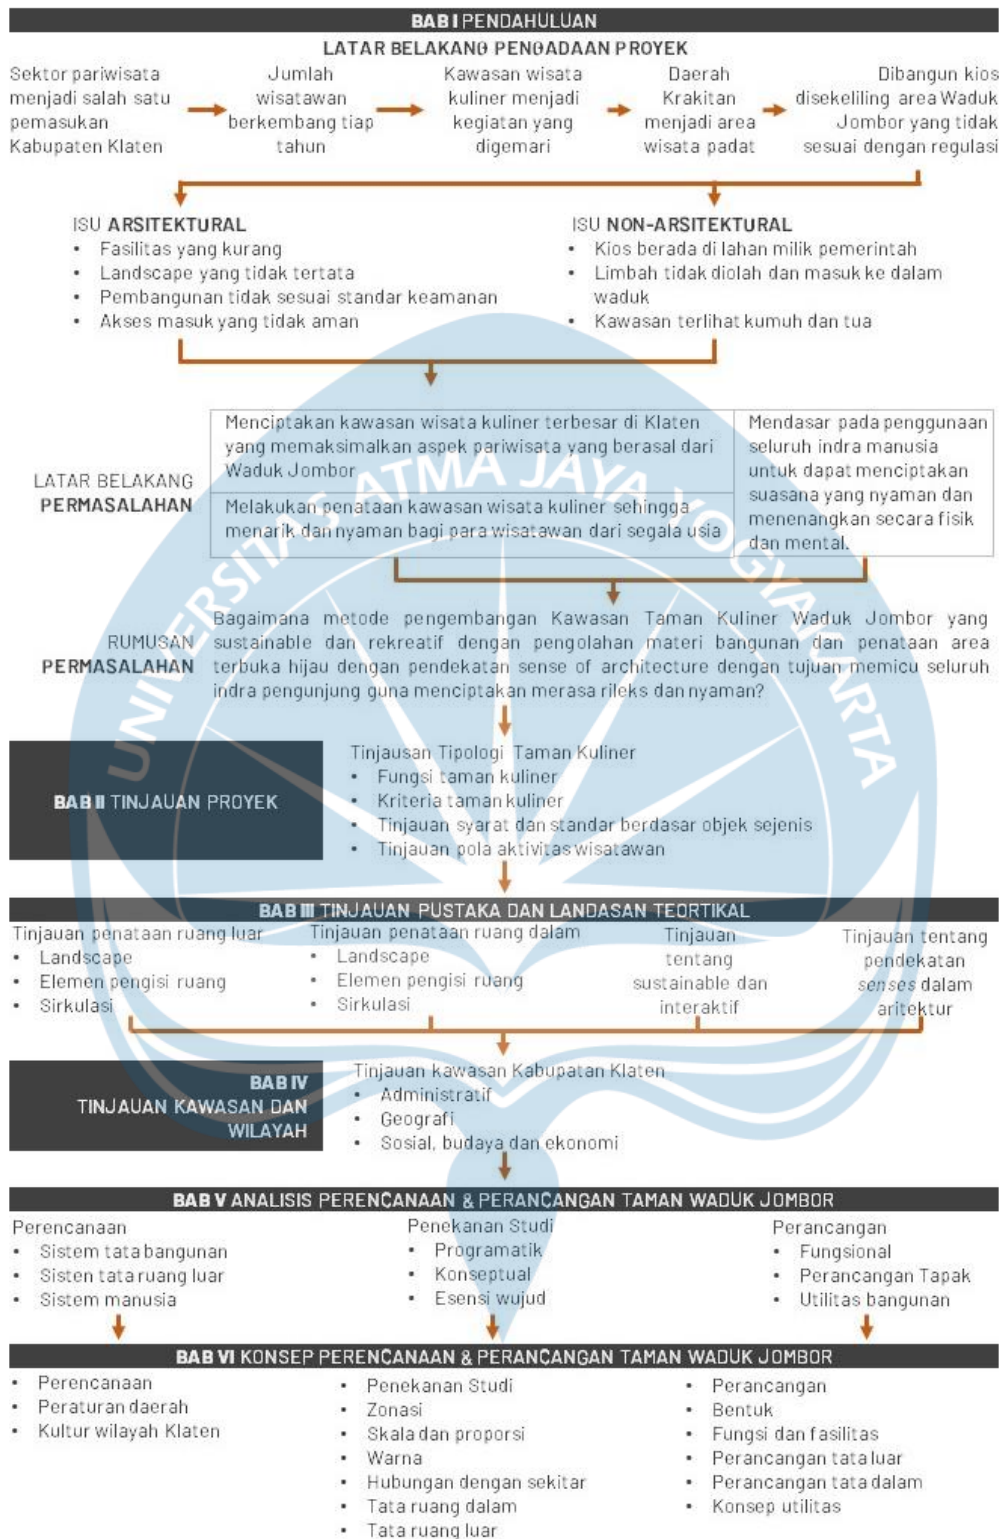 BAB I PENDAHULUAN
LATAR BELAKANG PENGADAAN PROYEK
Sektor pariwisata
menjadi salah satu
pemasukan
Kabupaten Klaten
Jumlah
wisatawan
berkembang tiap
tahun
Kawasan wisata
kuliner menjadi
kegiatan yang
digemari
Daerah
Krakitan
menjadi area
wisata padat
Dibangun kios
disekeliling area Waduk
Jombor yang tidak
sesuai dengan regulasi
ISU ARSITEKTURAL
• Fasilitas yang kurang
• Landscape yang tidak tertata
• Pembangunan tidak sesuai standar keamanan
• Akses masuk yang tidak aman
ISU NON-ARSITEKTURAL
• Kios berada di lahan milik pemerintah
• Limbah tidak diolah dan masuk ke dalam
waduk
• Kawasan terlihat kumuh dan tua
LATAR BELAKANG
PERMASALAHAN
Menciptakan kawasan wisata kuliner terbesar di Klaten
yang memaksimalkan aspek pariwisata yang berasal dari
Waduk Jombor
Melakukan penataan kawasan wisata kuliner sehingga
menarik dan nyaman bagi para wisatawan dari segala usia
Mendasar pada penggunaan
seluruh indra manusia
untuk dapat menciptakan
suasana yang nyaman dan
menenangkan secara fisik
dan mental.
RUMUSAN
PERMASALAHAN
Bagaimana metode pengembangan Kawasan Taman Kuliner Waduk Jombor yang
sustainable dan rekreatif dengan pengolahan materi bangunan dan penataan area
terbuka hijau dengan pendekatan sense of architecture dengan tujuan memicu seluruh
indra pengunjung guna menciptakan merasa rileks dan nyaman?
BAB II TINJAUAN PROYEK
Tinjausan Tipologi Taman Kuliner
• Fungsi taman kuliner
• Kriteria taman kuliner
• Tinjauan syarat dan standar berdasar objek sejenis
• Tinjauan pola aktivitas wisatawan
BAB III TINJAUAN PUSTAKA DAN LANDASAN TEORTIKAL
Tinjauan penataan ruang luar
• Landscape
• Elemen pengisi ruang
• Sirkulasi
Tinjauan penataan ruang dalam
• Landscape
• Elemen pengisi ruang
• Sirkulasi
Tinjauan
tentang
sustainable dan
interaktif
Tinjauan tentang
pendekatan
senses dalam
aritektur
BAB IV
TINJAUAN KAWASAN DAN
WILAYAH
Tinjauan kawasan Kabupatan Klaten
• Administratif
• Geografi
• Sosial, budaya dan ekonomi
BAB V ANALISIS PERENCANAAN & PERANCANGAN TAMAN WADUK JOMBOR
Perencanaan
• Sistem tata bangunan
• Sisten tata ruang luar
• Sistem manusia
Penekanan Studi
• Programatik
• Konseptual
• Esensi wujud
Perancangan
• Fungsional
• Perancangan Tapak
• Utilitas bangunan
BAB VI KONSEP PERENCANAAN & PERANCANGAN TAMAN WADUK JOMBOR
• Perencanaan
• Peraturan daerah
• Kultur wilayah Klaten
• Penekanan Studi
• Zonasi
• Skala dan proporsi
• Warna
• Hubungan dengan sekitar
• Tata ruang dalam
• Tata ruang luar
• Perancangan
• Bentuk
• Fungsi dan fasilitas
• Perancangan tata luar
• Perancangan tata dalam
• Konsep utilitas
UNIVERSITAS ATMA JAYA YOGYAKARTA